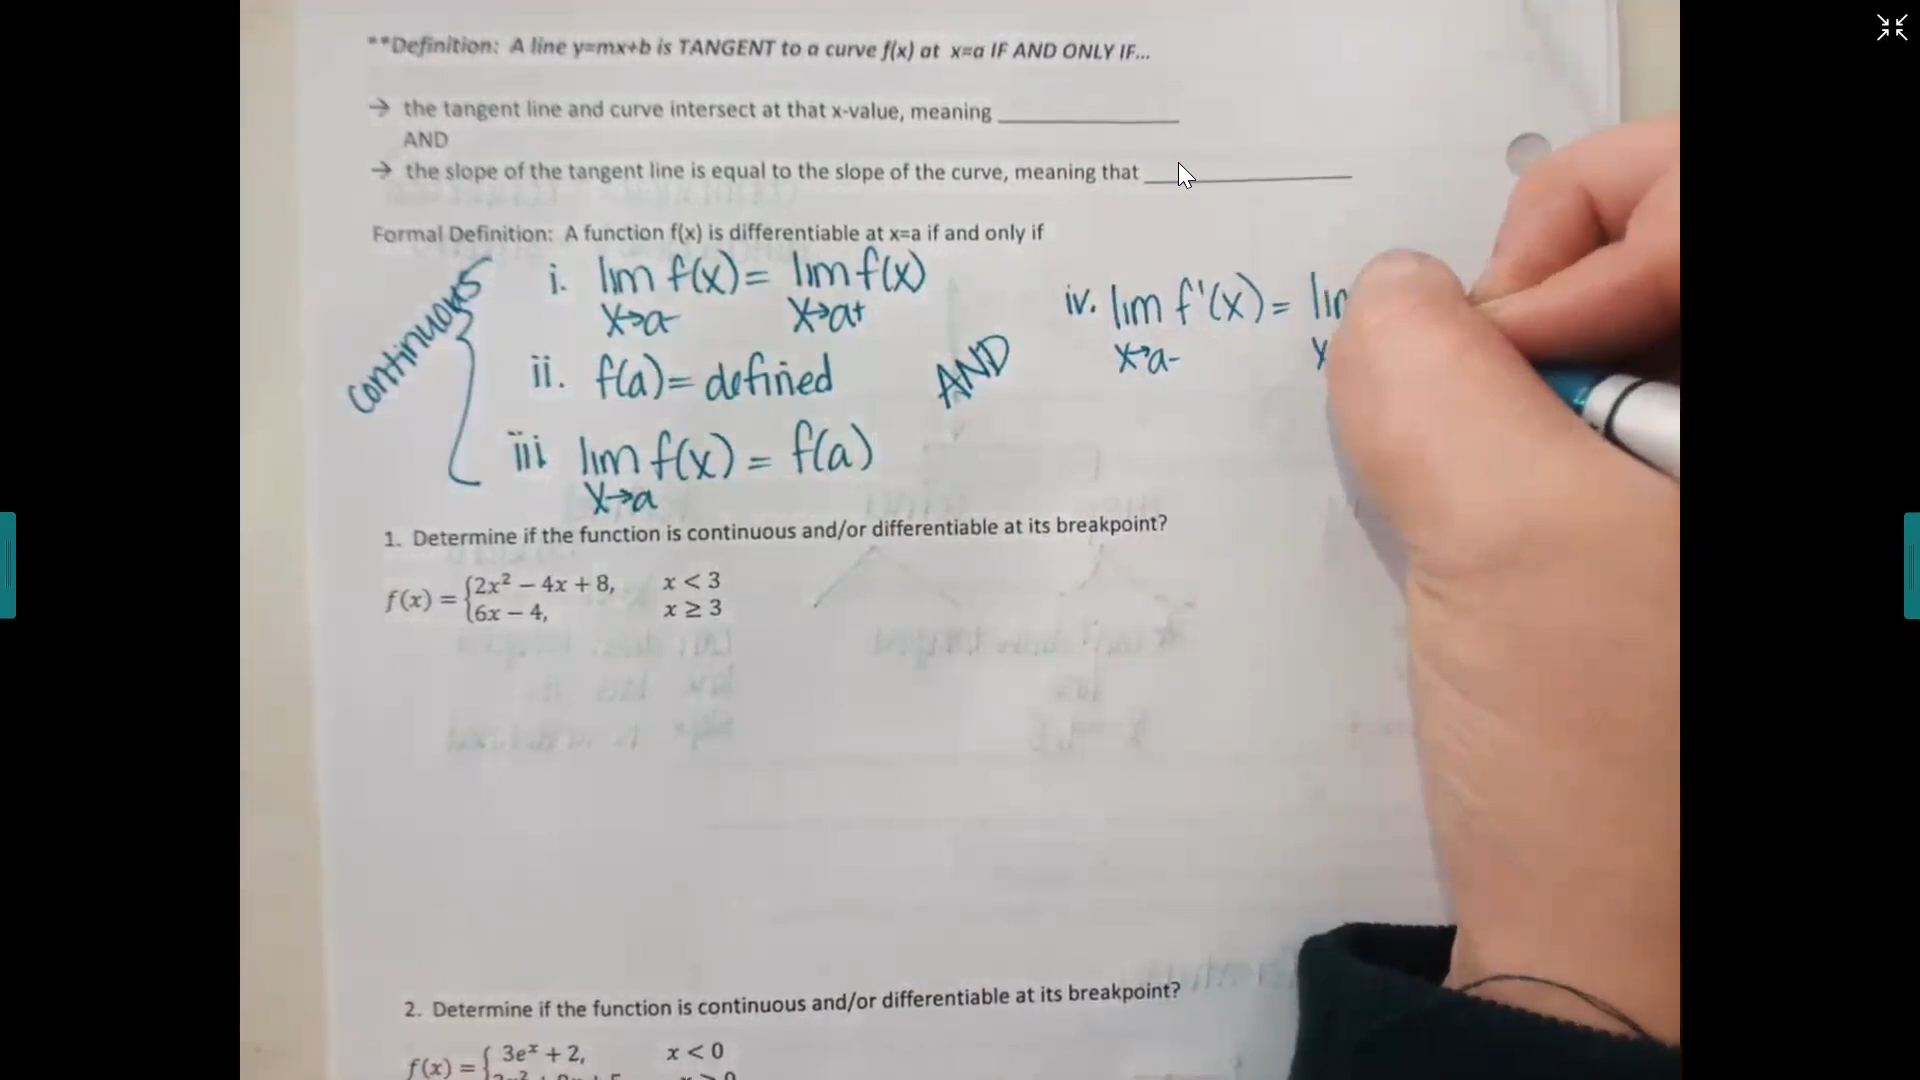 **Definition: A line y=mx+b is TANGENT to a curve f(x) at x=a IF AND ONLY IF...
→ the tangent line and curve intersect at that x-value, meaning ____________
AND
→ the slope of the tangent line is equal to the slope of the curve, meaning that ____________
Formal Definition: A function f(x) is differentiable at x=a if and only if
continuous
i. lim f(x) = lim f(x)
x→a- x→a+
ii. f(a) = defined
iii lim f(x) = f(a)
x→a
AND
iv. lim f'(x) = li
x→a- x
1. Determine if the function is continuous and/or differentiable at its breakpoint?
f(x) = {2x² − 4x + 8, x < 3
6x − 4, x ≥ 3
2. Determine if the function is continuous and/or differentiable at its breakpoint?
f(x) = { 3eˣ + 2, x < 0